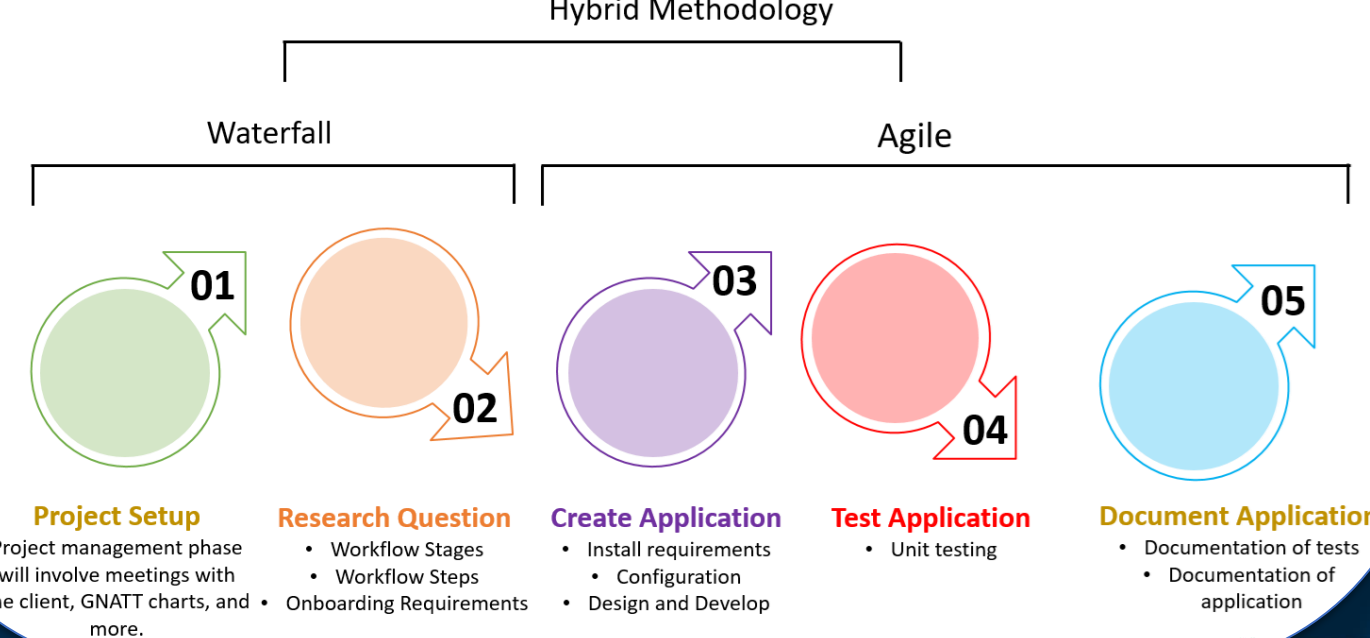 Hybrid Methodology
Waterfall
Agile
01
02
03
04
05
Project Setup
Project management phase
will involve meetings with
he client, GNATT charts, and
more.
Research Question
• Workflow Stages
• Workflow Steps
• Onboarding Requirements
Create Application
• Install requirements
• Configuration
• Design and Develop
Test Application
• Unit testing
Document Application
• Documentation of tests
• Documentation of
application